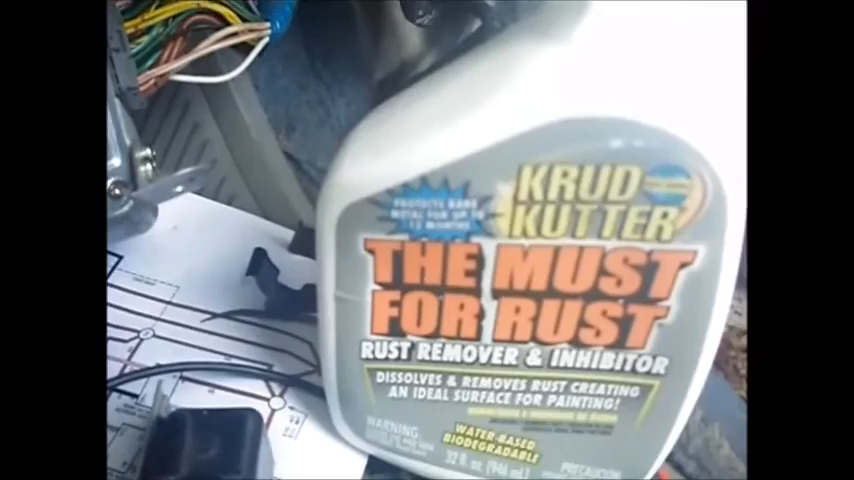 KRUD
KUTTER
PROTECTS BARE
METAL FOR UP TO
12 MONTHS
THE MUST
FOR RUST
RUST REMOVER & INHIBITOR
DISSOLVES & REMOVES RUST CREATING
AN IDEAL SURFACE FOR PAINTING!
WARNING
WATER-BASED
BIODEGRADABLE
32 fl. oz. (946 mL)
PRECAUCION